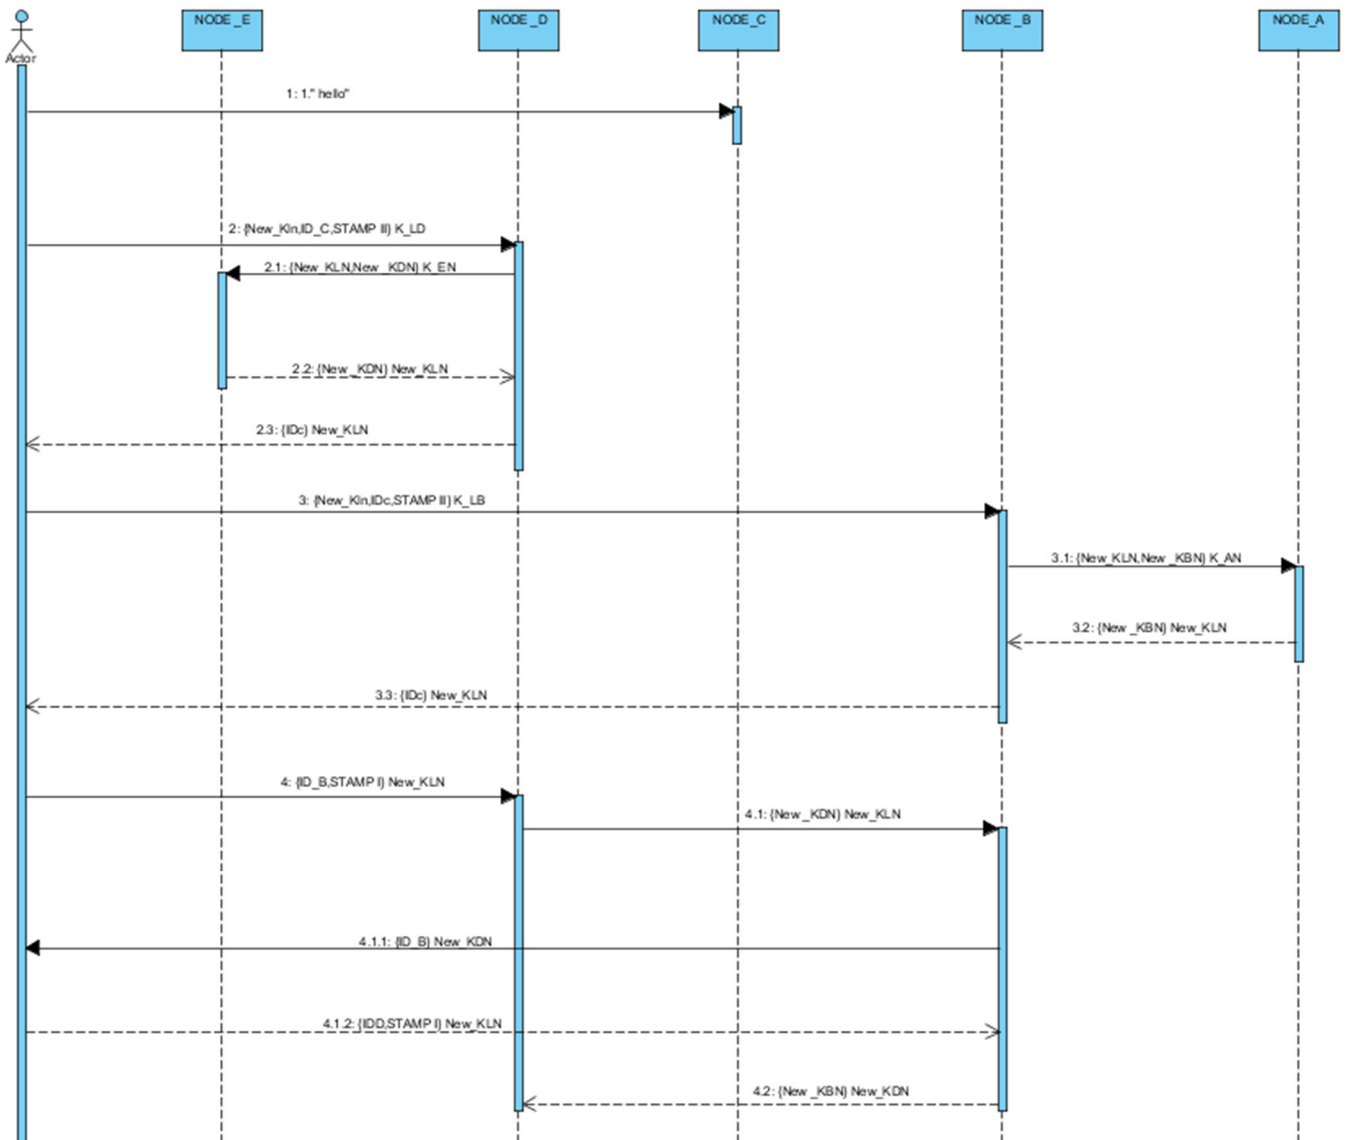 NODE_E
NODE_D
NODE_C
NODE_B
NODE_A
Actor
1: 1." hello"
2: {New_Kln,ID_C,STAMP II} K_LD
2.1: {New_KLN,New_KDN} K_EN
2.2: {New_KDN} New_KLN
2.3: {IDc} New_KLN
3: {New_Kln,IDc,STAMP II} K_LB
3.1: {New_KLN,New_KBN} K_AN
3.2: {New_KBN} New_KLN
3.3: {IDc} New_KLN
4: {ID_B,STAMP I} New_KLN
4.1: {New_KDN} New_KLN
4.1.1: {ID_B} New_KDN
4.1.2: {IDD,STAMP I} New_KLN
4.2: {New_KBN} New_KDN